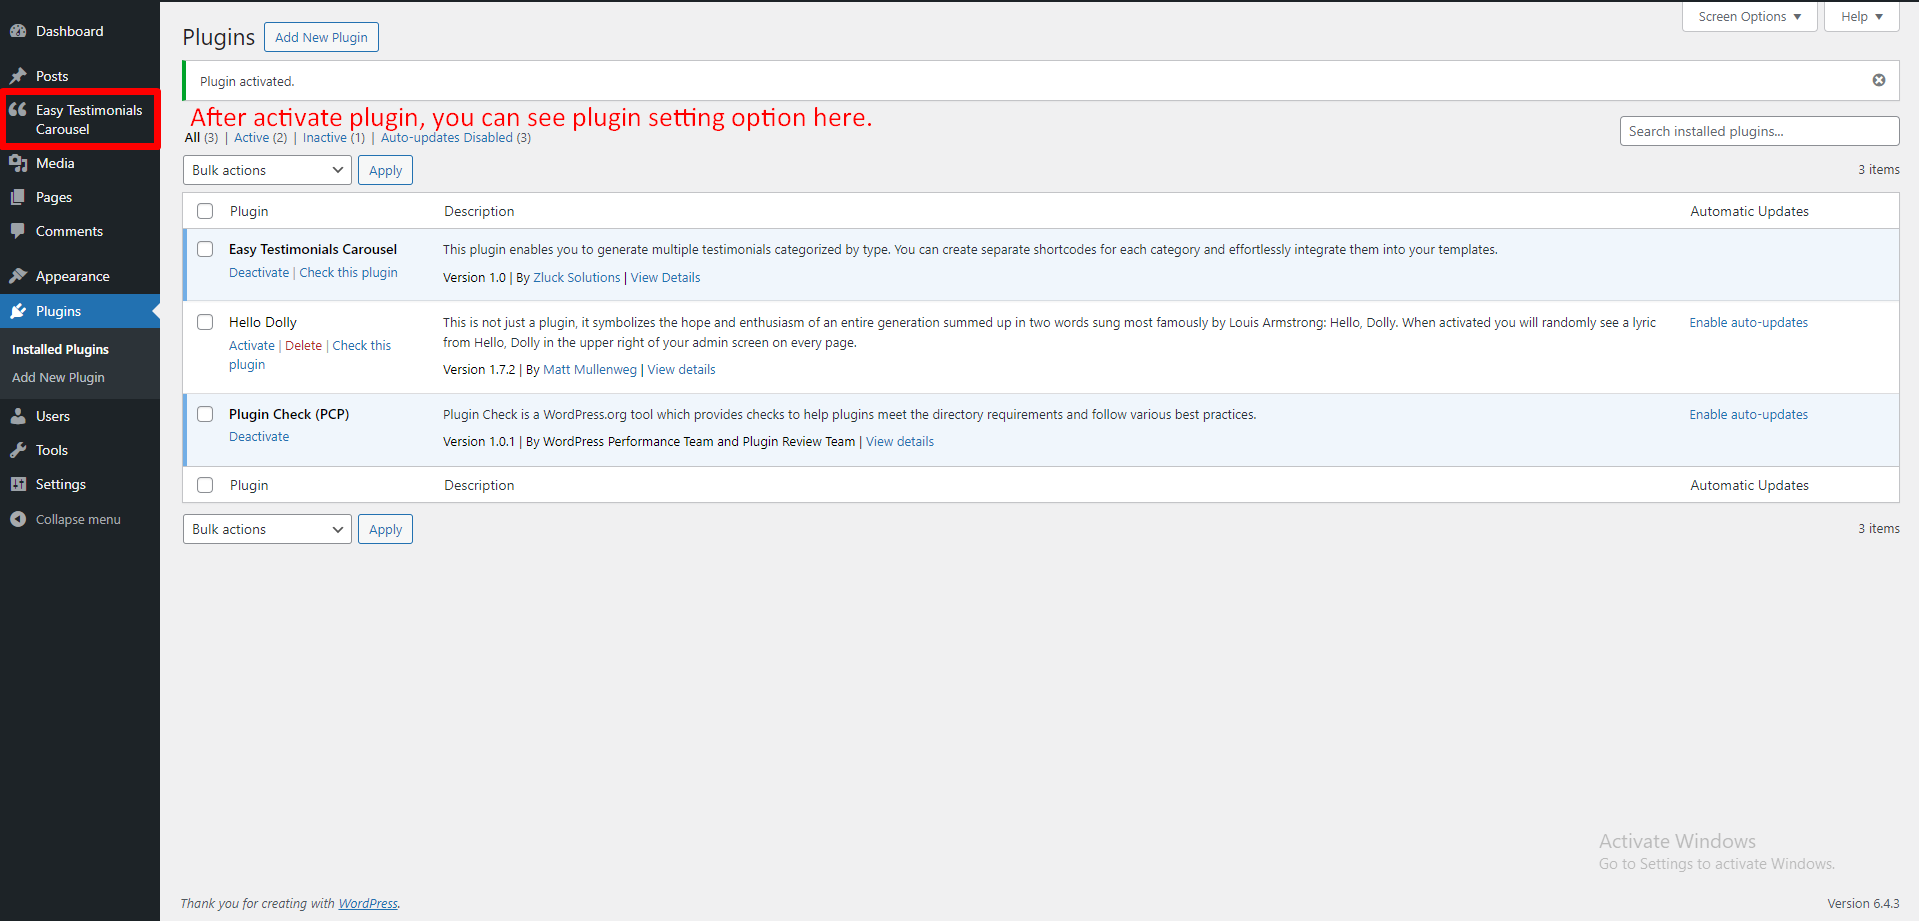 Dashboard
Posts
Easy Testimonials
Carousel
Media
Pages
Comments
Appearance
Plugins
Installed Plugins
Add New Plugin
Users
Tools
Settings
Collapse menu
Screen Options
Help
Plugins
Add New Plugin
Plugin activated.
After activate plugin, you can see plugin setting option here.
All (3) | Active (2) | Inactive (1) | Auto-updates Disabled (3)
Search installed plugins...
Bulk actions
Apply
3 items
Plugin Description Automatic Updates
Easy Testimonials Carousel
Deactivate | Check this plugin
This plugin enables you to generate multiple testimonials categorized by type. You can create separate shortcodes for each category and effortlessly integrate them into your templates.
Version 1.0 | By Zluck Solutions | View Details
Hello Dolly
Activate | Delete | Check this
plugin
This is not just a plugin, it symbolizes the hope and enthusiasm of an entire generation summed up in two words sung most famously by Louis Armstrong: Hello, Dolly. When activated you will randomly see a lyric
from Hello, Dolly in the upper right of your admin screen on every page.
Version 1.7.2 | By Matt Mullenweg | View details
Enable auto-updates
Plugin Check (PCP)
Deactivate
Plugin Check is a WordPress.org tool which provides checks to help plugins meet the directory requirements and follow various best practices.
Version 1.0.1 | By WordPress Performance Team and Plugin Review Team | View details
Enable auto-updates
Plugin Description Automatic Updates
Bulk actions
Apply
3 items
Activate Windows
Go to Settings to activate Windows.
Thank you for creating with WordPress.
Version 6.4.3